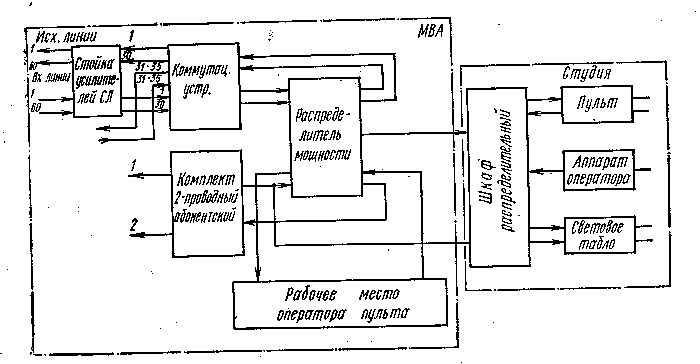 Исх. линии
МВА
1
60
Вх. линии
1
60
Стойка
усилите-
лей СЛ
1
30
31-35
31-35
1
30
Коммутац.
устр.
Распреде-
литель
мощности
Комплект
2-проводный
абонентский
1
2
Рабочее место
оператора пульта
Студия
Шкаф
распределительный
Пульт
Аппарат
оператора
Световое
табло